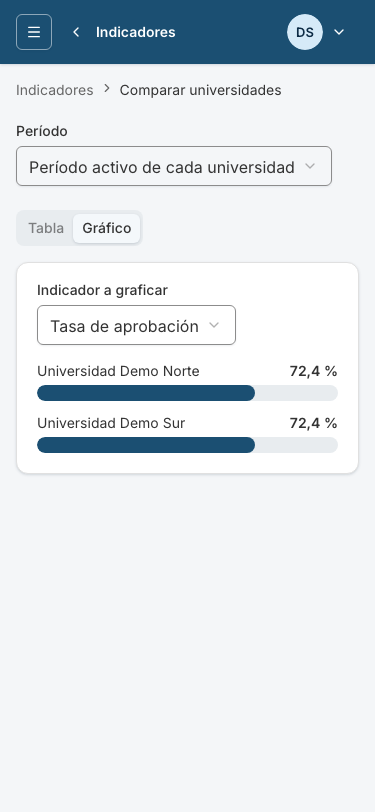 Indicadores
DS
Indicadores > Comparar universidades
Período
Período activo de cada universidad
Tabla Gráfico
Indicador a graficar
Tasa de aprobación
Universidad Demo Norte 72,4 %
Universidad Demo Sur 72,4 %